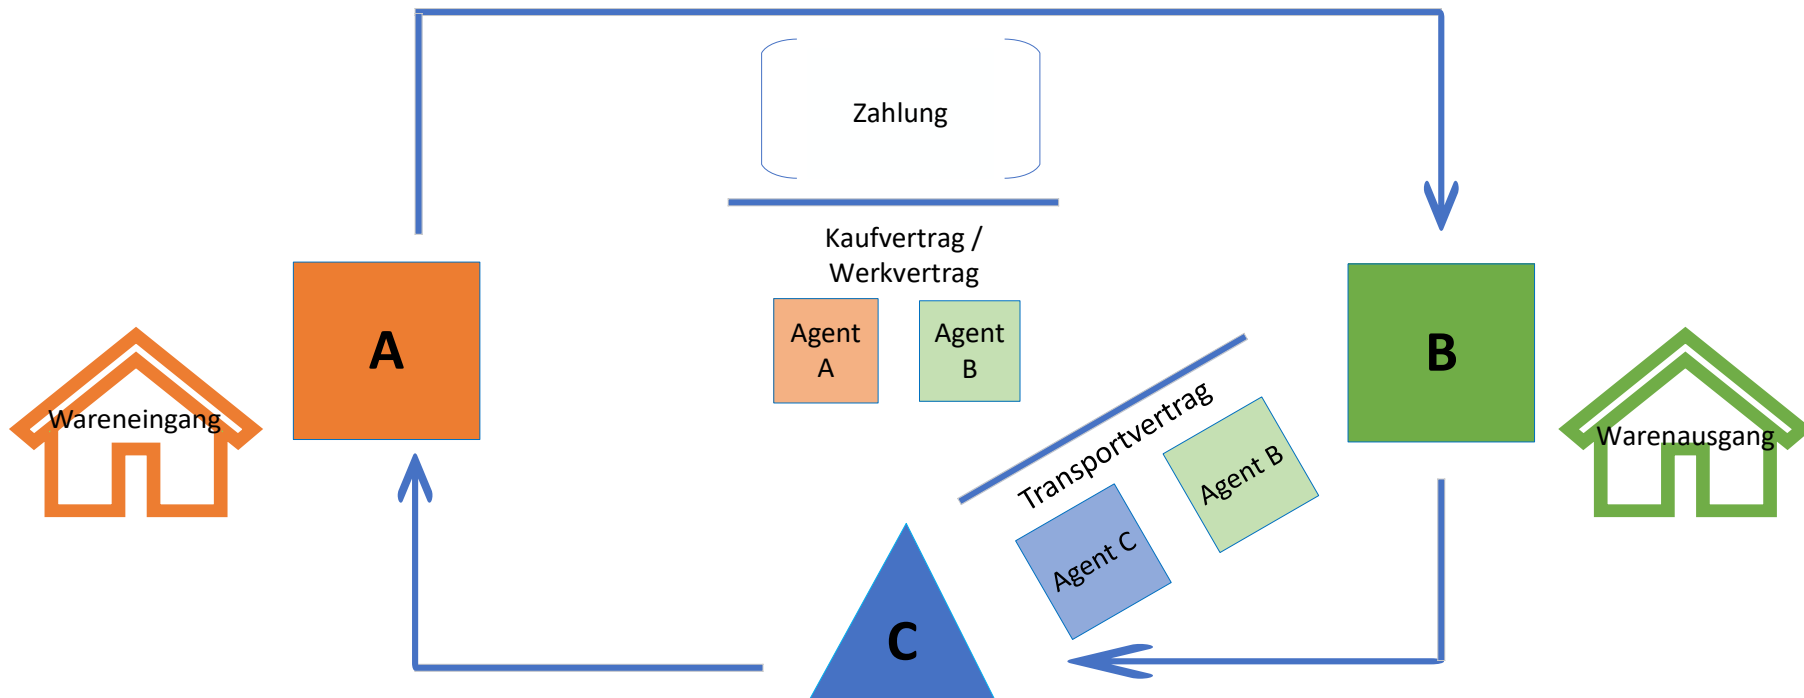 Zahlung
Kaufvertrag /
Werkvertrag
A
Agent
A
Agent
B
B
Wareneingang
Warenausgang
Transportvertrag
Agent B
Agent C
C